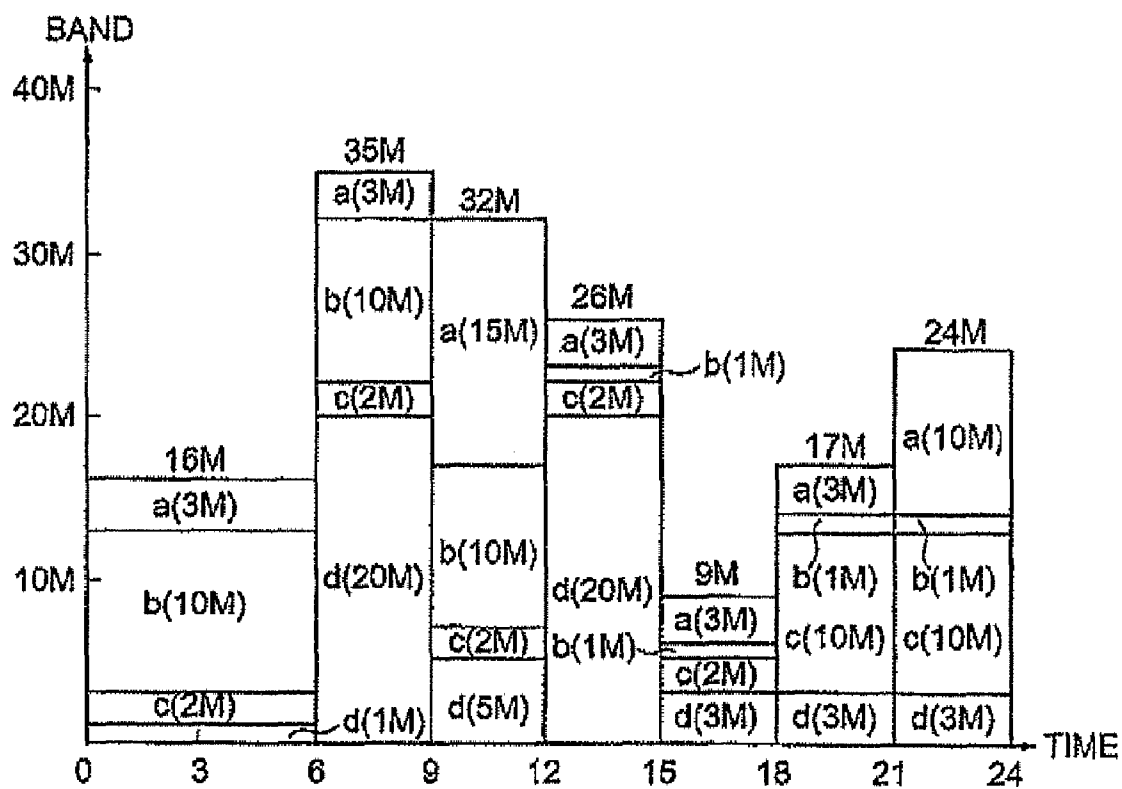 BAND
40M
35M
a(3M)
32M
30M
b(10M)
a(15M)
26M
a(3M)
b(1M)
24M
c(2M)
c(2M)
20M
a(10M)
16M
17M
a(3M)
a(3M)
10M
b(10M)
d(20M)
b(10M)
d(20M)
9M
b(1M)
b(1M)
a(3M)
c(10M)
c(10M)
c(2M)
b(1M)
c(2M)
c(2M)
d(1M)
d(5M)
d(3M)
d(3M)
d(3M)
TIME
0 3 6 9 12 15 18 21 24